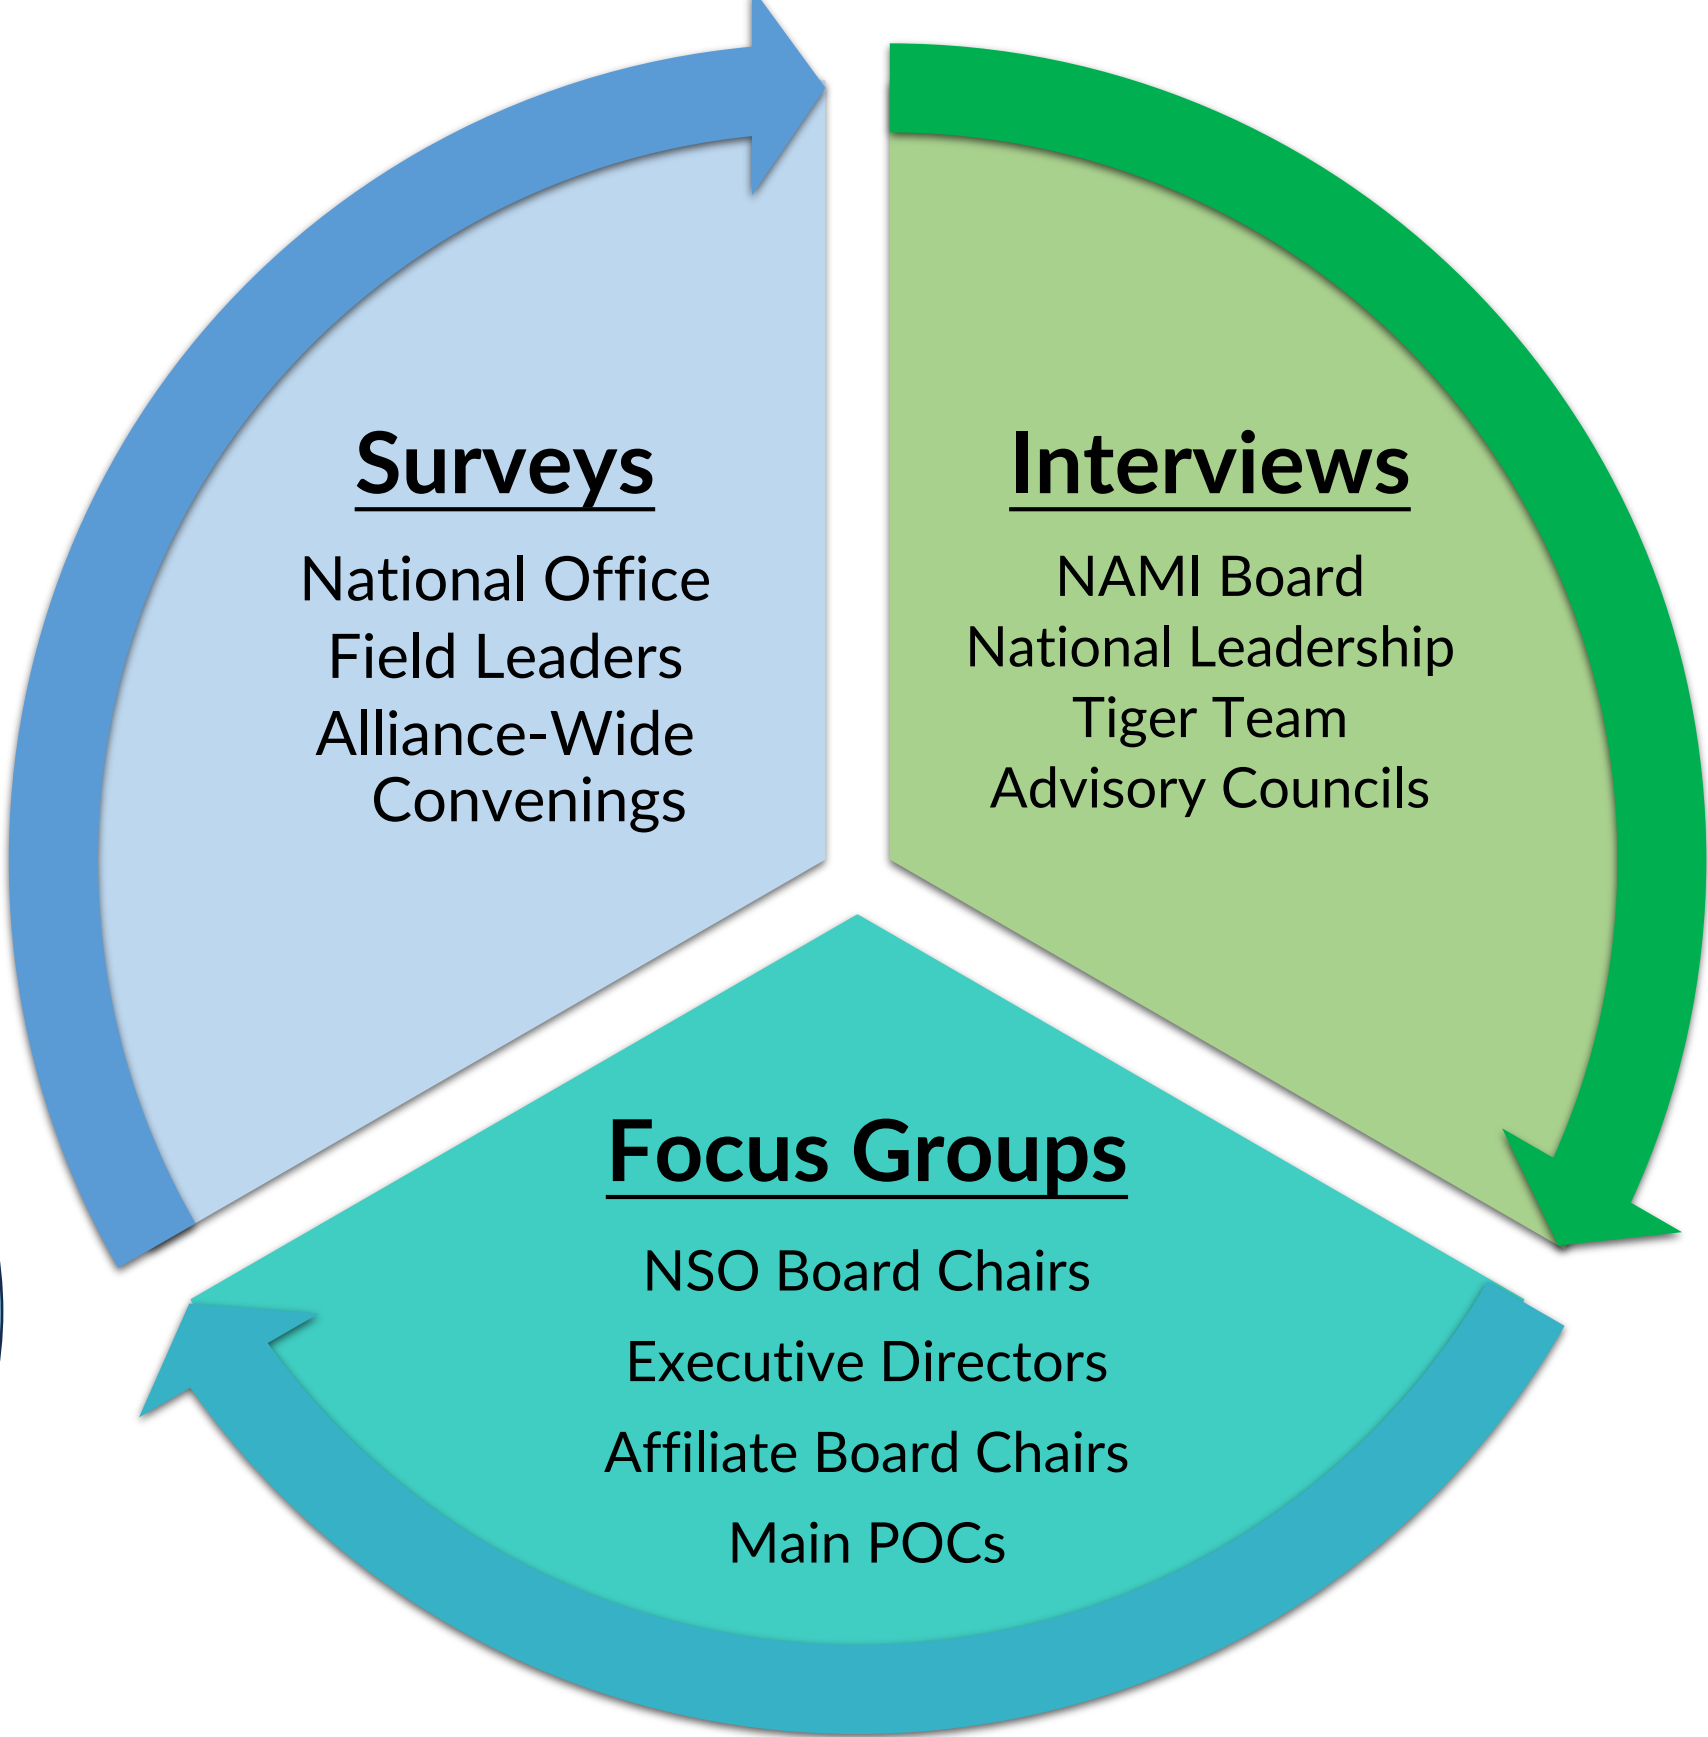 Surveys
National Office
Field Leaders
Alliance-Wide
Convenings
Interviews
NAMI Board
National Leadership
Tiger Team
Advisory Councils
Focus Groups
NSO Board Chairs
Executive Directors
Affiliate Board Chairs
Main POCs